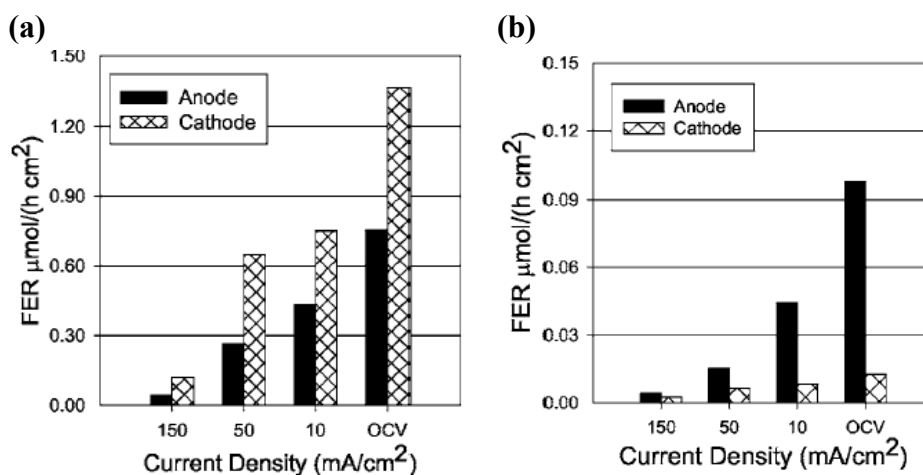 (a)
(b)
FER μmol/(h cm²)
1.50
1.20
0.90
0.60
0.30
0.00
Anode
Cathode
150 50 10 OCV
Current Density (mA/cm²)
FER μmol/(h cm²)
0.15
0.12
0.09
0.06
0.03
0.00
Anode
Cathode
150 50 10 OCV
Current Density (mA/cm²)